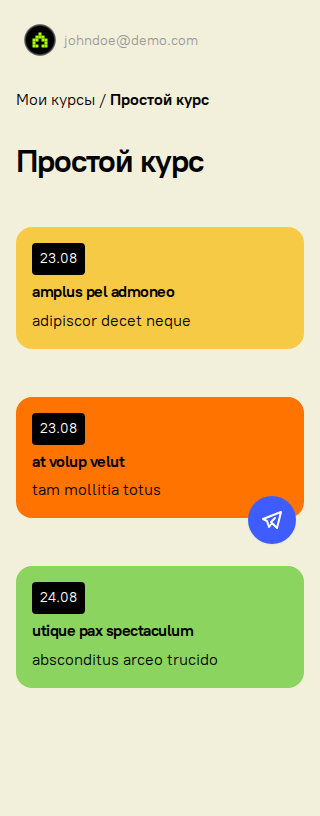 johndoe@demo.com
Мои курсы / Простой курс
Простой курс
23.08
amplus pel admoneo
adipiscor decet neque
23.08
at volup velut
tam mollitia totus
24.08
utique pax spectaculum
absconditus arceo trucido